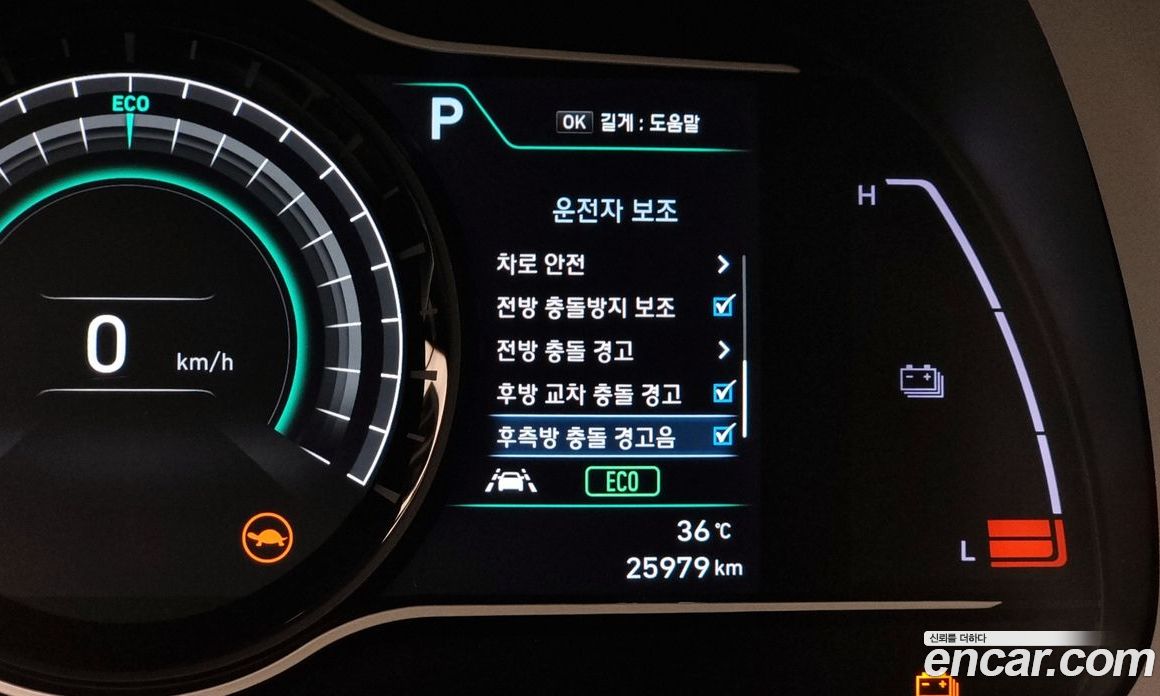 ECO
P
OK 길게 : 도움말
운전자 보조
차로 안전
전방 충돌방지 보조
전방 충돌 경고
후방 교차 충돌 경고
후측방 충돌 경고음
ECO
0 km/h
36 ℃
25979 km
H
L
신뢰를 더하다
encar.com